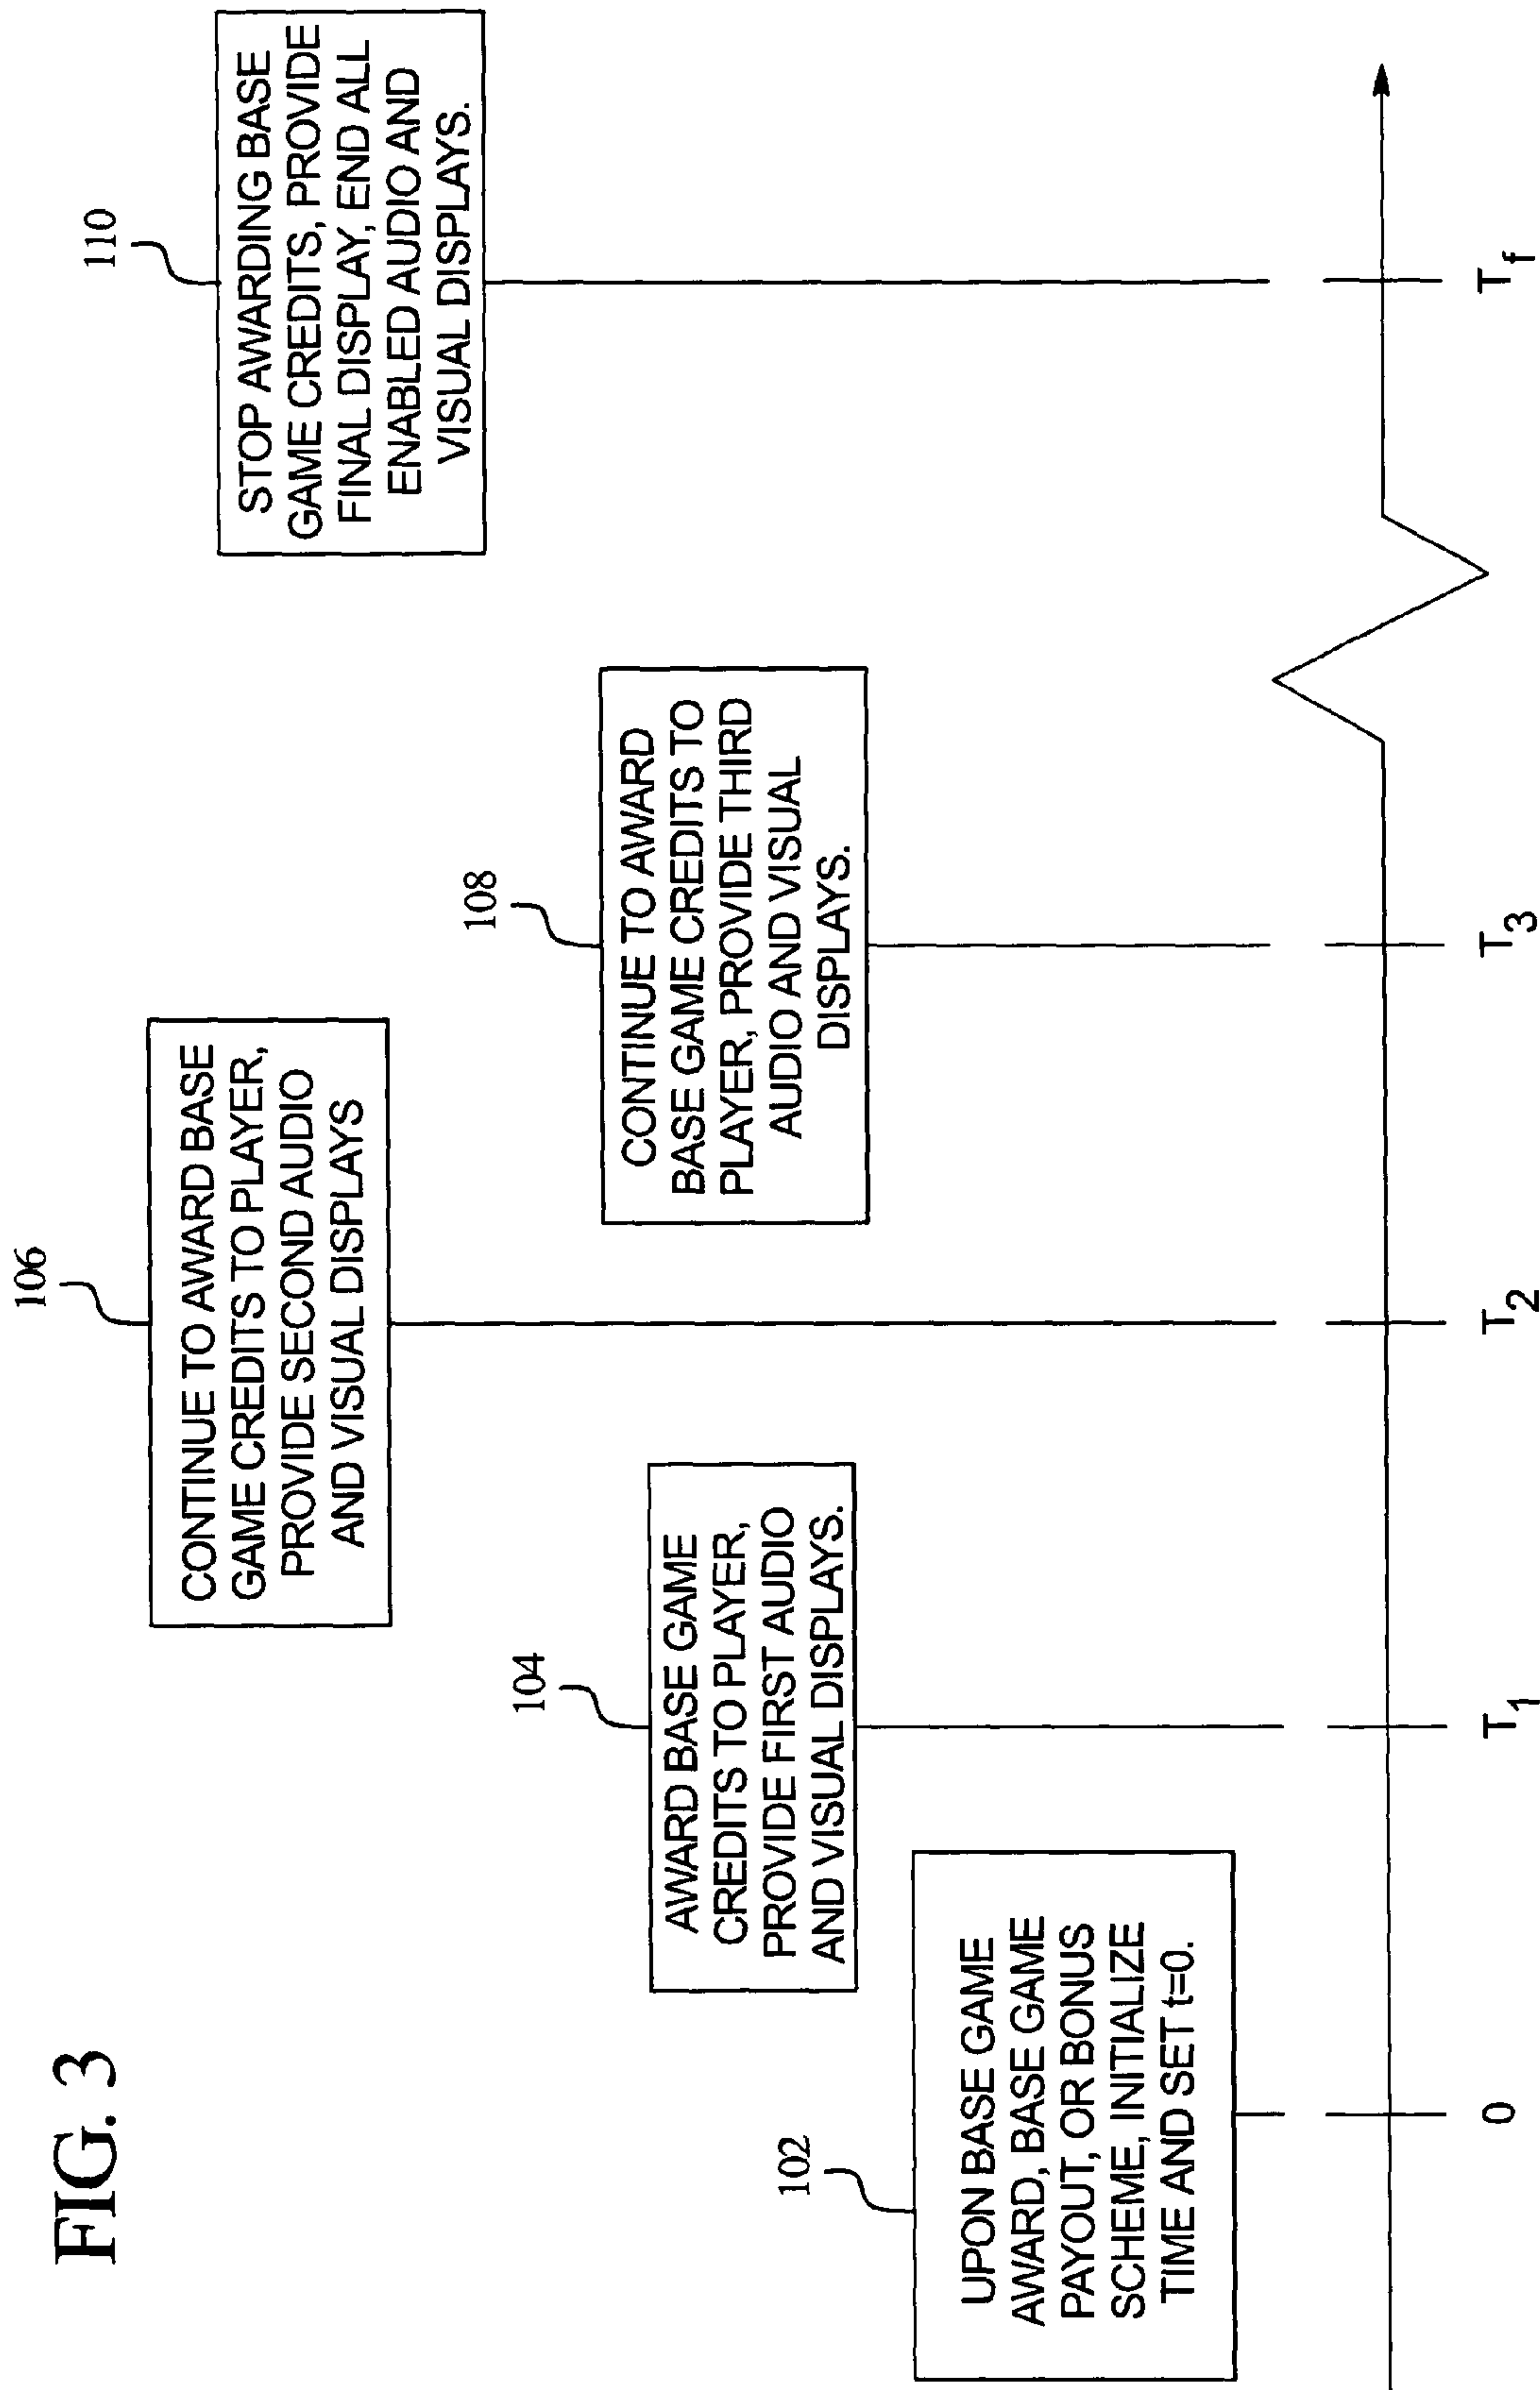 FIG. 3
102
UPON BASE GAME
AWARD, BASE GAME
PAYOUT, OR BONUS
SCHEME, INITIALIZE
TIME AND SET t=0.
104
AWARD BASE GAME
CREDITS TO PLAYER,
PROVIDE FIRST AUDIO
AND VISUAL DISPLAYS.
106
CONTINUE TO AWARD BASE
GAME CREDITS TO PLAYER,
PROVIDE SECOND AUDIO
AND VISUAL DISPLAYS
108
CONTINUE TO AWARD
BASE GAME CREDITS TO
PLAYER, PROVIDE THIRD
AUDIO AND VISUAL
DISPLAYS.
110
STOP AWARDING BASE
GAME CREDITS, PROVIDE
FINAL DISPLAY, END ALL
ENABLED AUDIO AND
VISUAL DISPLAYS.
0
T1
T2
T3
Tf